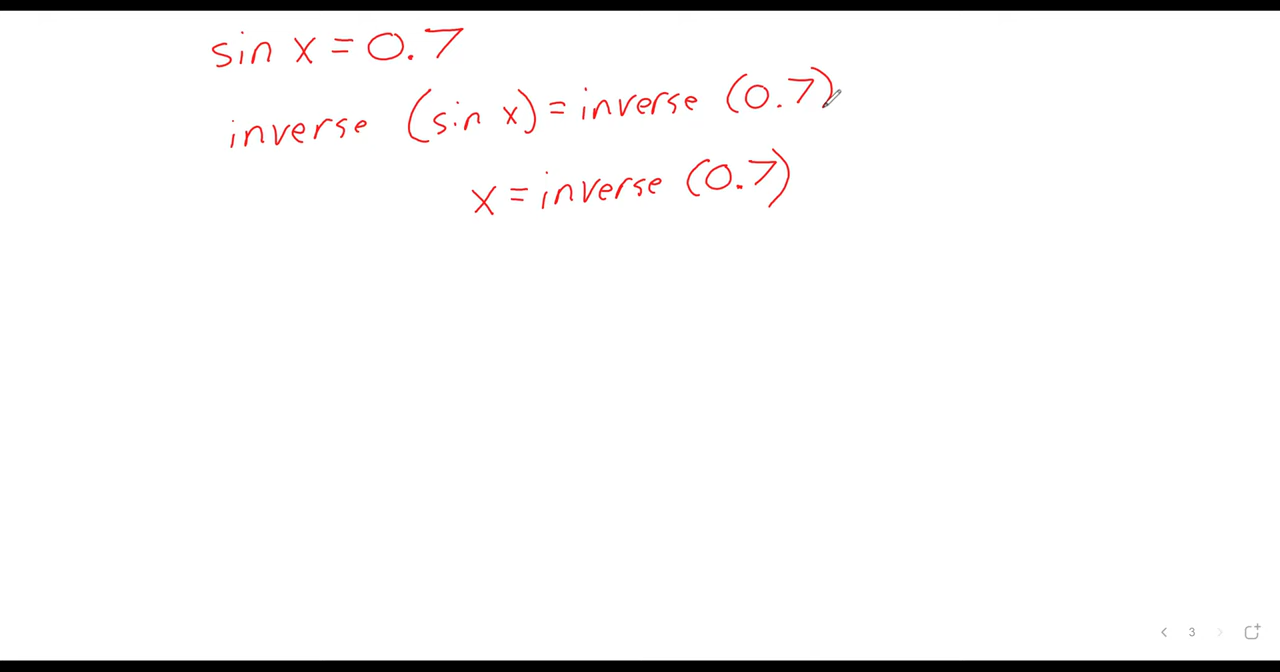 sin x = 0.7
inverse (sin x) = inverse (0.7)
x = inverse (0.7)
3